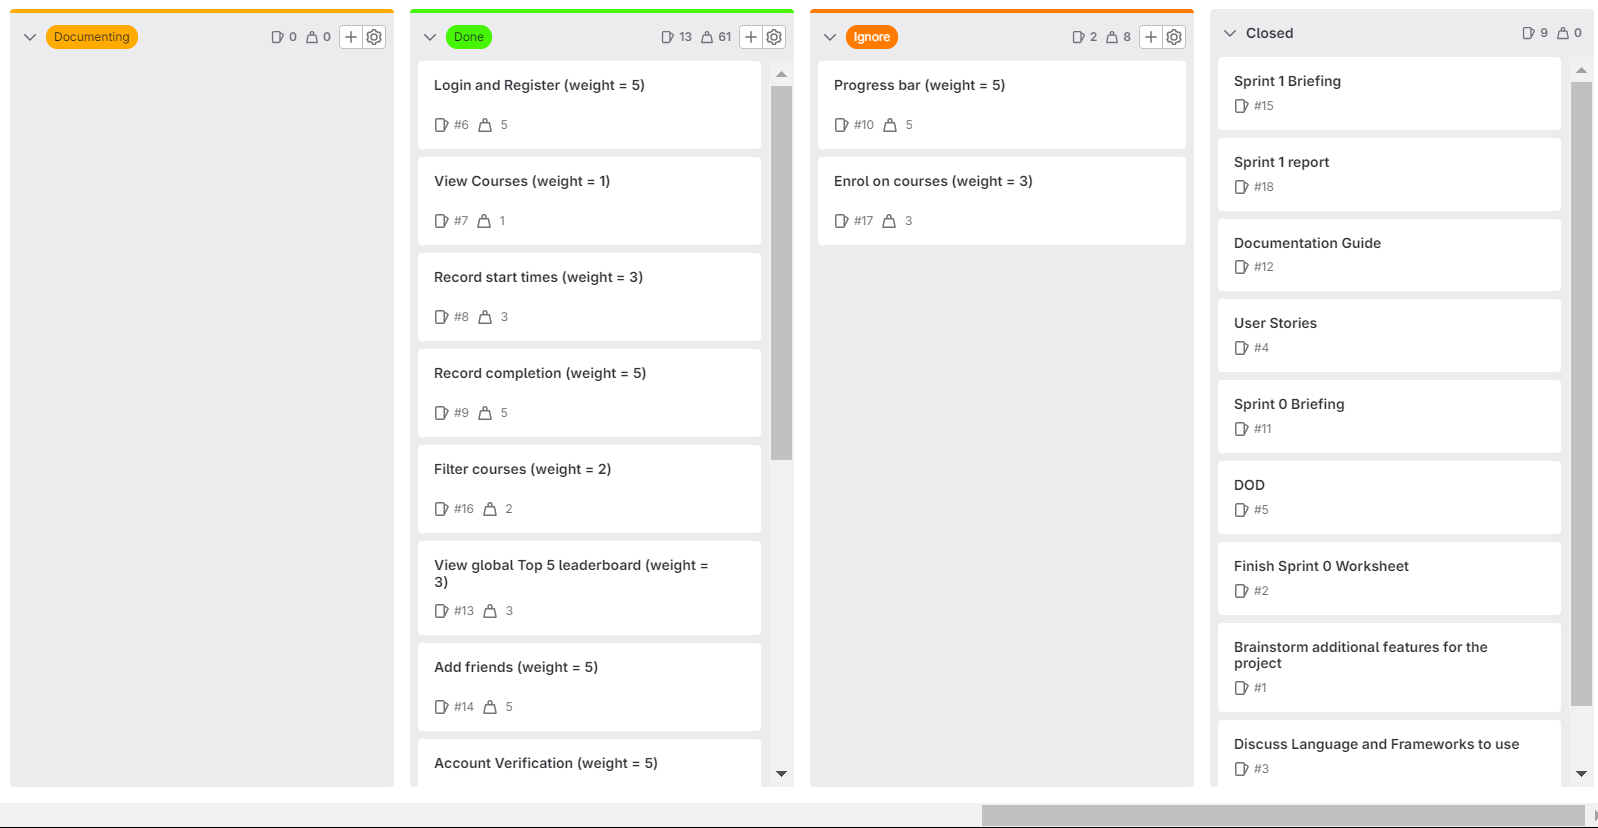 Documenting 0 0
Done 13 61
Login and Register (weight = 5)
#6 5
View Courses (weight = 1)
#7 1
Record start times (weight = 3)
#8 3
Record completion (weight = 5)
#9 5
Filter courses (weight = 2)
#16 2
View global Top 5 leaderboard (weight =
3)
#13 3
Add friends (weight = 5)
#14 5
Account Verification (weight = 5)
Ignore 2 8
Progress bar (weight = 5)
#10 5
Enrol on courses (weight = 3)
#17 3
Closed 9 0
Sprint 1 Briefing
#15
Sprint 1 report
#18
Documentation Guide
#12
User Stories
#4
Sprint 0 Briefing
#11
DOD
#5
Finish Sprint 0 Worksheet
#2
Brainstorm additional features for the
project
#1
Discuss Language and Frameworks to use
#3